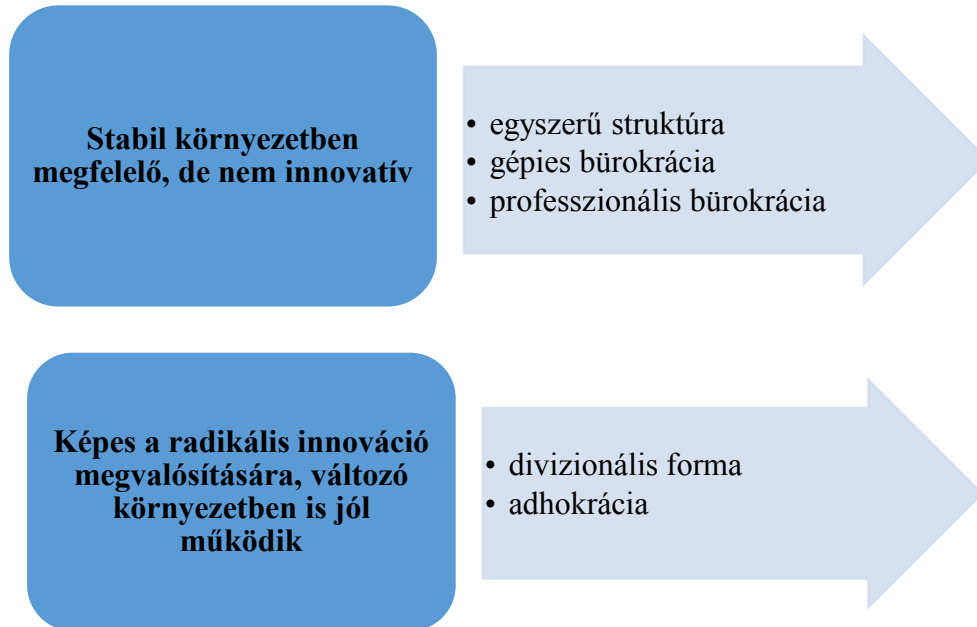 Stabil környezetben
megfelelő, de nem innovatív
• egyszerű struktúra
• gépies bürokrácia
• professzionális bürokrácia
Képes a radikális innováció
megvalósítására, változó
környezetben is jól
működik
• divizionális forma
• adhokrácia